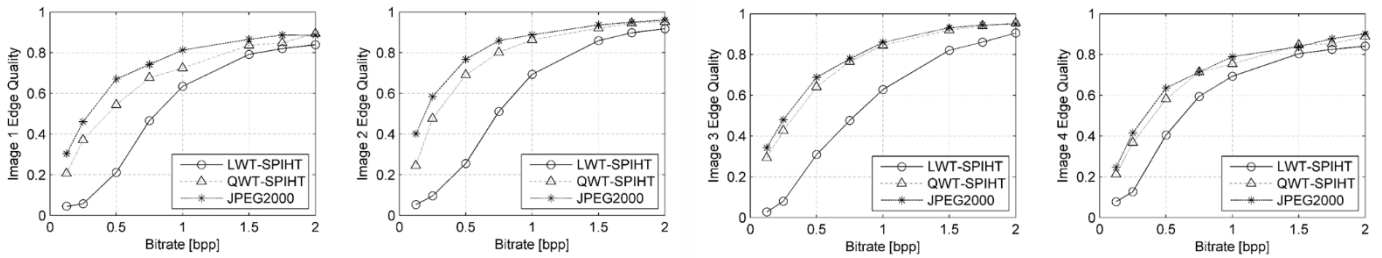 Image 1 Edge Quality
1
0.8
0.6
0.4
0.2
0
LWT-SPIHT
QWT-SPIHT
JPEG2000
0 0.5 1 1.5 2
Bitrate [bpp]
Image 2 Edge Quality
1
0.8
0.6
0.4
0.2
0
LWT-SPIHT
QWT-SPIHT
JPEG2000
0 0.5 1 1.5 2
Bitrate [bpp]
Image 3 Edge Quality
1
0.8
0.6
0.4
0.2
0
LWT-SPIHT
QWT-SPIHT
JPEG2000
0 0.5 1 1.5 2
Bitrate [bpp]
Image 4 Edge Quality
1
0.8
0.6
0.4
0.2
0
LWT-SPIHT
QWT-SPIHT
JPEG2000
0 0.5 1 1.5 2
Bitrate [bpp]